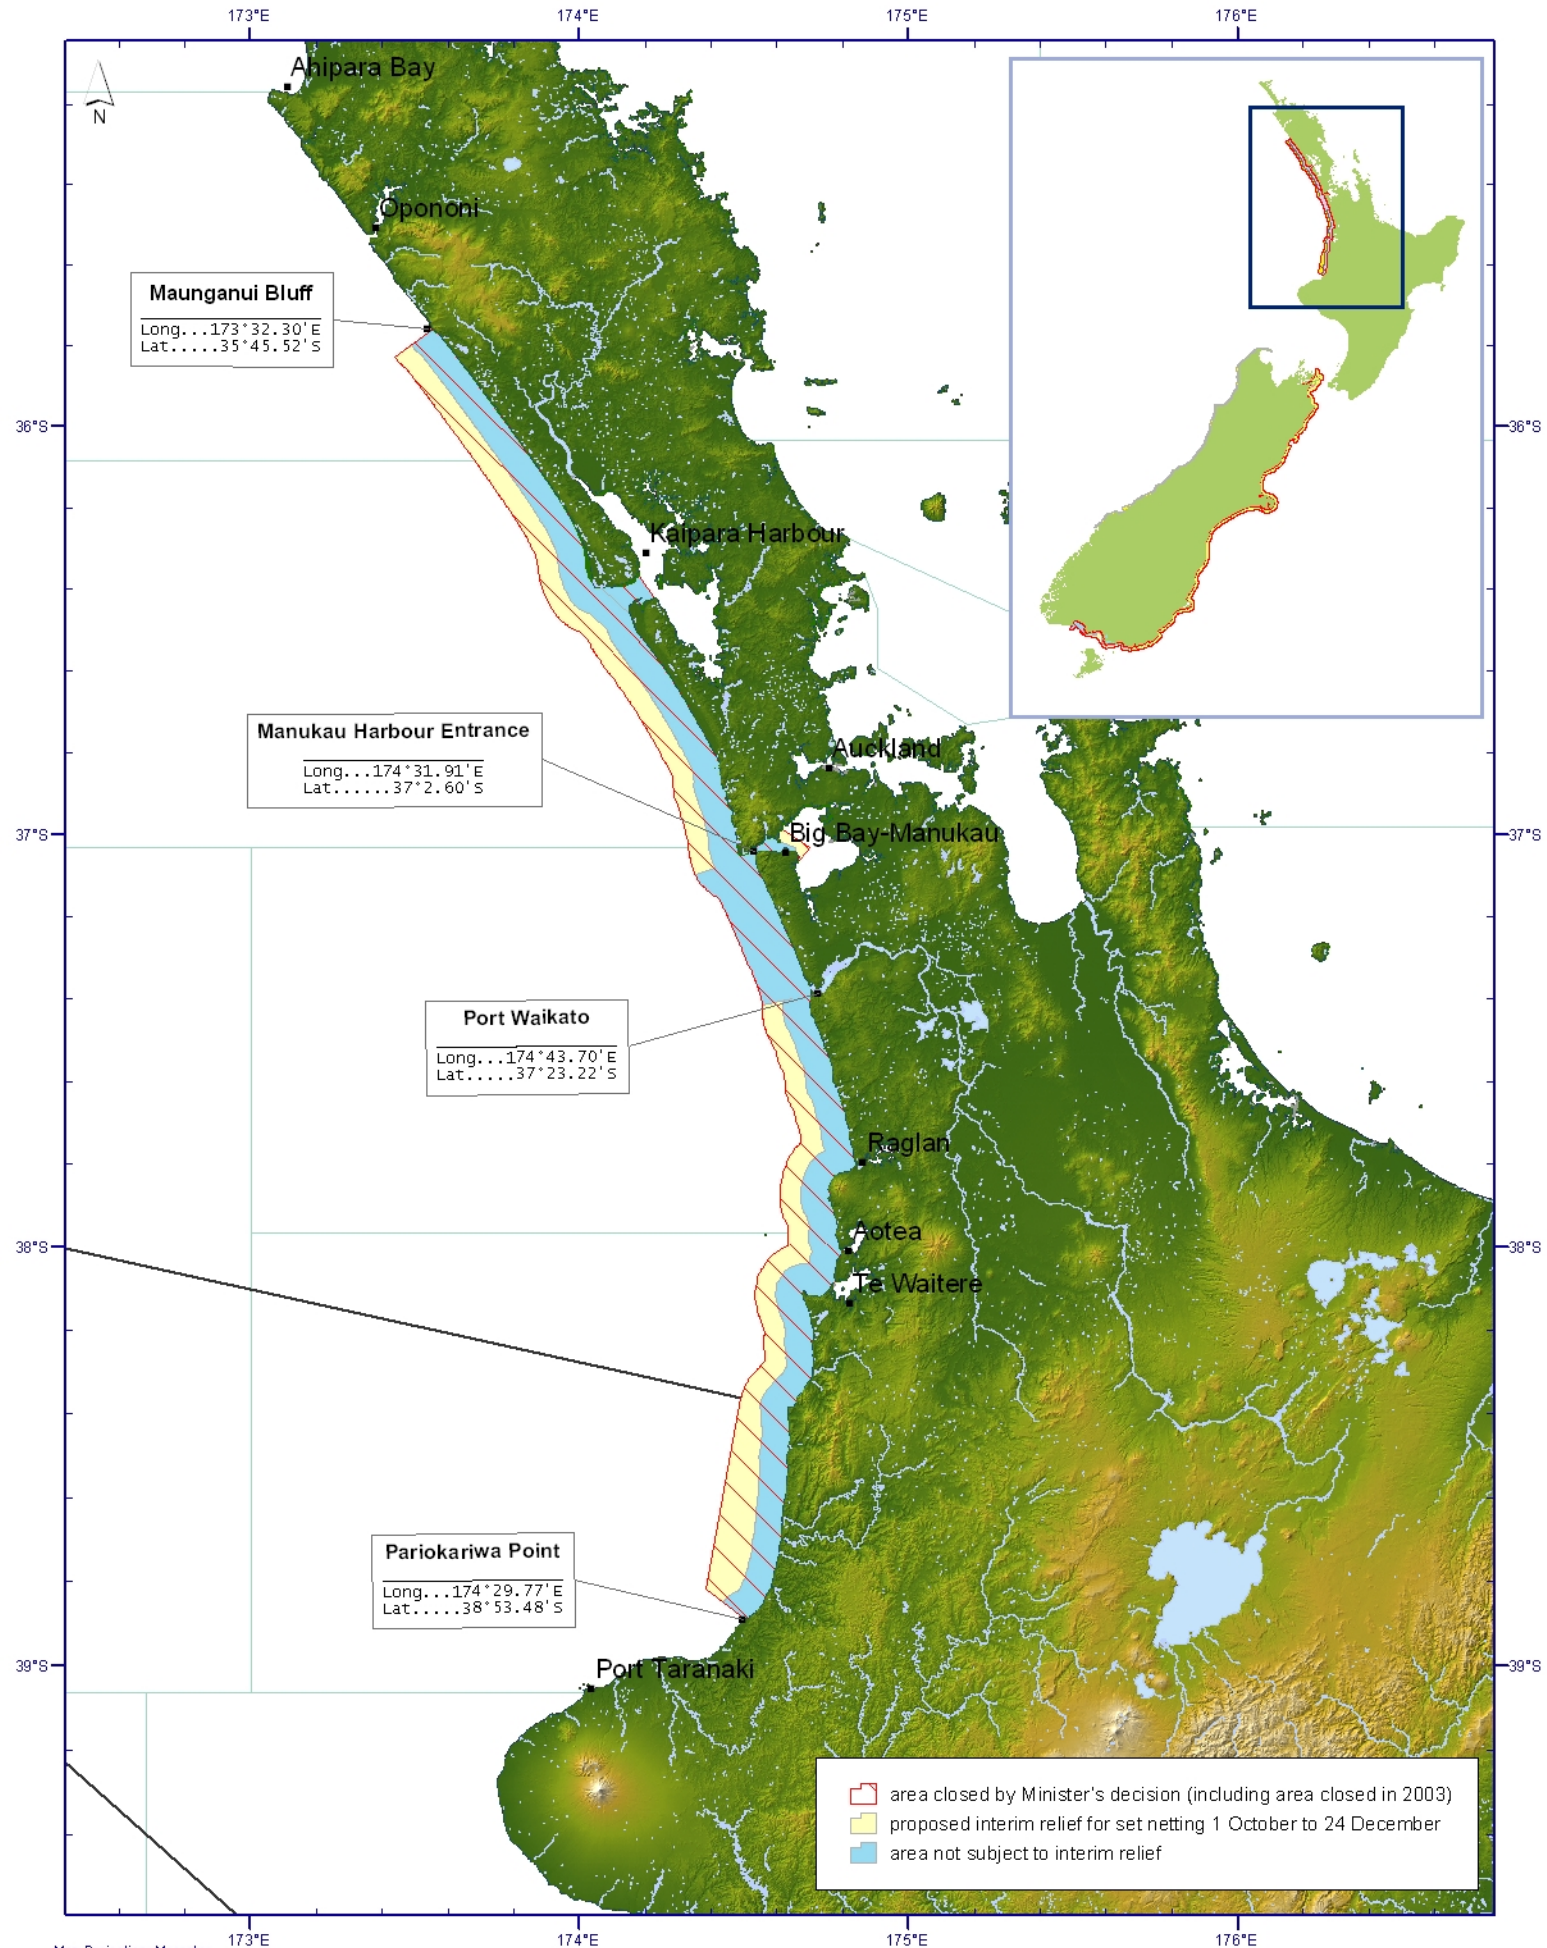 173°E 174°E 175°E 176°E
N
Ahipara Bay
Opononi
Maunganui Bluff
Long...173°32.30'E
Lat.....35°45.52'S
36°S 36°S
Kaipara Harbour
Manukau Harbour Entrance
Long...174°31.91'E
Lat......37°2.60'S
Auckland
37°S 37°S
Big Bay-Manukau
Port Waikato
Long...174°43.70'E
Lat.....37°23.22'S
Raglan
Aotea
38°S 38°S
Te Waitere
Pariokariwa Point
Long...174°29.77'E
Lat.....38°53.48'S
39°S 39°S
Port Taranaki
area closed by Minister's decision (including area closed in 2003)
proposed interim relief for set netting 1 October to 24 December
area not subject to interim relief
173°E 174°E 175°E 176°E